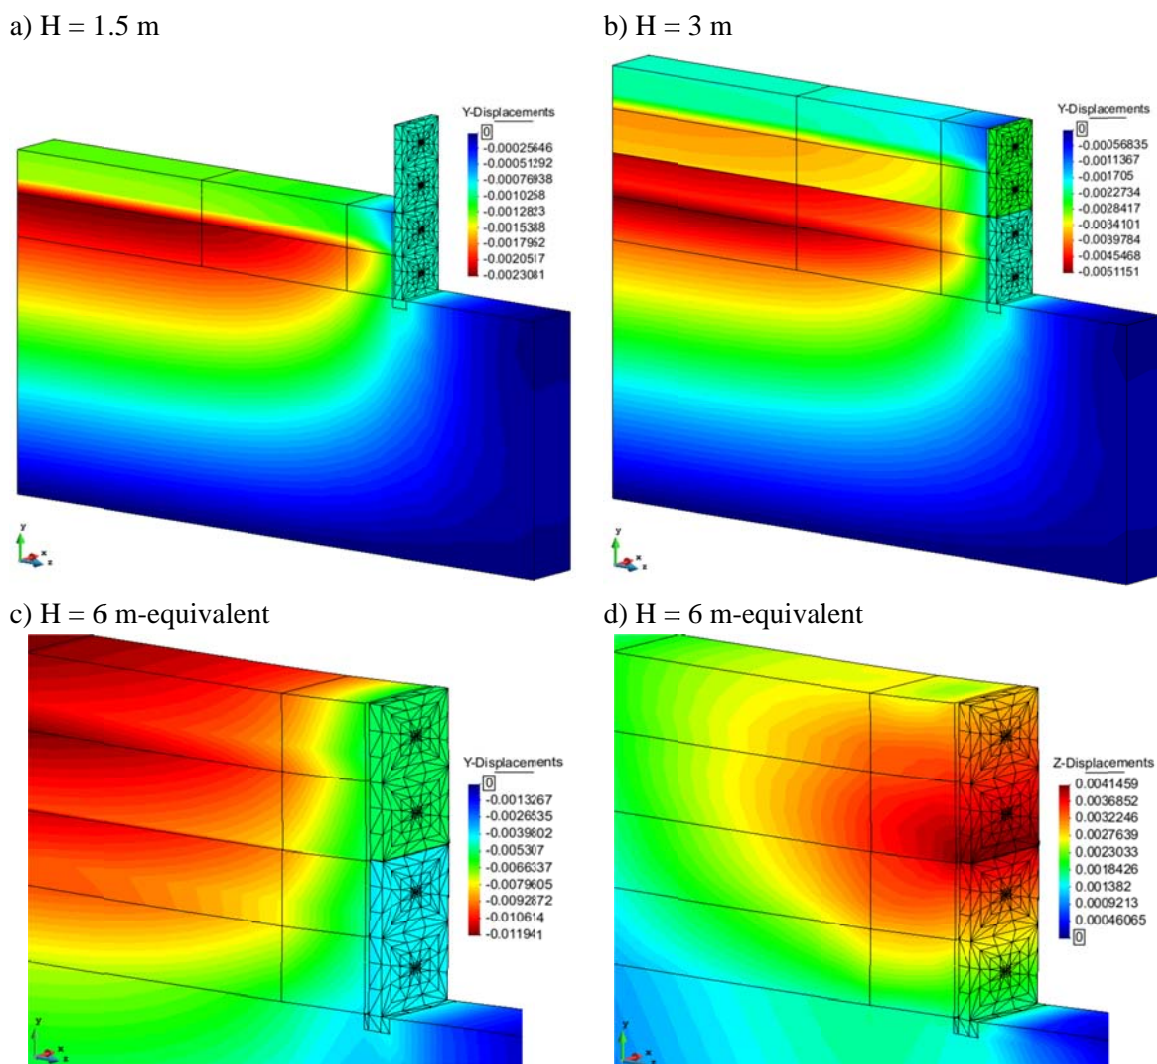 a) H = 1.5 m
b) H = 3 m
Y-Displacements
0
-0.00025646
-0.00051292
-0.00076938
-0.0010258
-0.0012823
-0.0015388
-0.0017952
-0.0020517
-0.0023081
y
x
z
Y-Displacements
0
-0.00056835
-0.0011367
-0.001705
-0.0022734
-0.0028417
-0.0034101
-0.0039784
-0.0045468
-0.0051151
y
x
z
c) H = 6 m-equivalent
d) H = 6 m-equivalent
Y-Displacements
0
-0.0013267
-0.0026535
-0.0039802
-0.005307
-0.0066337
-0.0079605
-0.0092872
-0.010614
-0.011941
y
x
z
Z-Displacements
0.0041459
0.0036852
0.0032246
0.0027639
0.0023033
0.0018426
0.001382
0.0009213
0.00046065
0
y
x
z